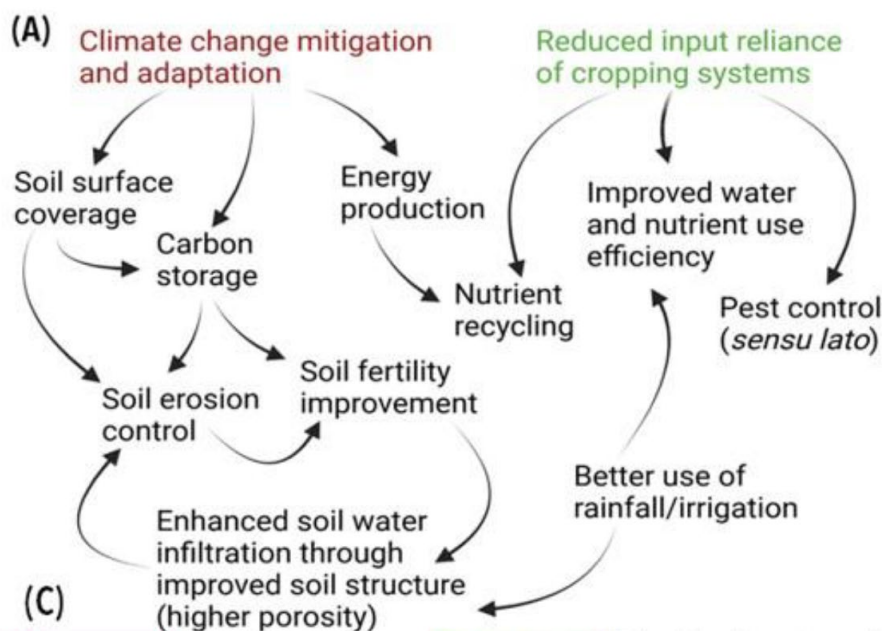 (A)
Climate change mitigation
and adaptation
Reduced input reliance
of cropping systems
Soil surface
coverage
Carbon
storage
Energy
production
Nutrient
recycling
Improved water
and nutrient use
efficiency
Pest control
(sensu lato)
Soil erosion
control
Soil fertility
improvement
Better use of
rainfall/irrigation
Enhanced soil water
infiltration through
improved soil structure
(higher porosity)
(C)